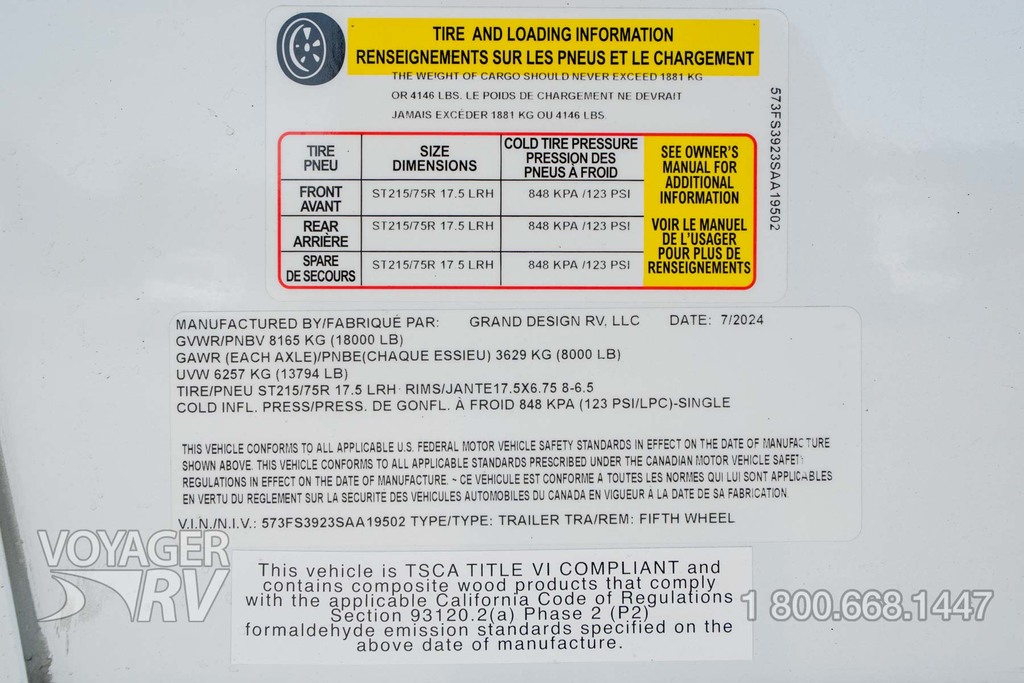 TIRE AND LOADING INFORMATION
RENSEIGNEMENTS SUR LES PNEUS ET LE CHARGEMENT
THE WEIGHT OF CARGO SHOULD NEVER EXCEED 1881 KG
OR 4146 LBS. LE POIDS DE CHARGEMENT NE DEVRAIT
JAMAIS EXCÉDER 1881 KG OU 4146 LBS.
573FS3923SAA19502
TIRE
PNEU
SIZE
DIMENSIONS
COLD TIRE PRESSURE
PRESSION DES
PNEUS À FROID
FRONT
AVANT
ST215/75R 17.5 LRH
848 KPA /123 PSI
REAR
ARRIÈRE
ST215/75R 17.5 LRH
848 KPA /123 PSI
SPARE
DE SECOURS
ST215/75R 17.5 LRH
848 KPA /123 PSI
SEE OWNER'S
MANUAL FOR
ADDITIONAL
INFORMATION
VOIR LE MANUEL
DE L'USAGER
POUR PLUS DE
RENSEIGNEMENTS
MANUFACTURED BY/FABRIQUÉ PAR: GRAND DESIGN RV, LLC DATE: 7/2024
GVWR/PNBV 8165 KG (18000 LB)
GAWR (EACH AXLE)/PNBE(CHAQUE ESSIEU) 3629 KG (8000 LB)
UVW 6257 KG (13794 LB)
TIRE/PNEU ST215/75R 17.5 LRH RIMS/JANTE17.5X6.75 8-6.5
COLD INFL. PRESS/PRESS. DE GONFL. À FROID 848 KPA (123 PSI/LPC)-SINGLE
THIS VEHICLE CONFORMS TO ALL APPLICABLE U.S. FEDERAL MOTOR VEHICLE SAFETY STANDARDS IN EFFECT ON THE DATE OF MANUFACTURE
SHOWN ABOVE. THIS VEHICLE CONFORMS TO ALL APPLICABLE STANDARDS PRESCRIBED UNDER THE CANADIAN MOTOR VEHICLE SAFETY
REGULATIONS IN EFFECT ON THE DATE OF MANUFACTURE. ~ CE VEHICULE EST CONFORME A TOUTES LES NORMES QUI LUI SONT APPLICABLES
EN VERTU DU REGLEMENT SUR LA SECURITE DES VEHICULES AUTOMOBILES DU CANADA EN VIGUEUR A LA DATE DE SA FABRICATION
V.I.N./N.I.V.: 573FS3923SAA19502 TYPE/TYPE: TRAILER TRA/REM: FIFTH WHEEL
This vehicle is TSCA TITLE VI COMPLIANT and
contains composite wood products that comply
with the applicable California Code of Regulations
Section 93120.2(a) Phase 2 (P2)
formaldehyde emission standards specified on the
above date of manufacture.
VOYAGER
RV
1 800.668.1447